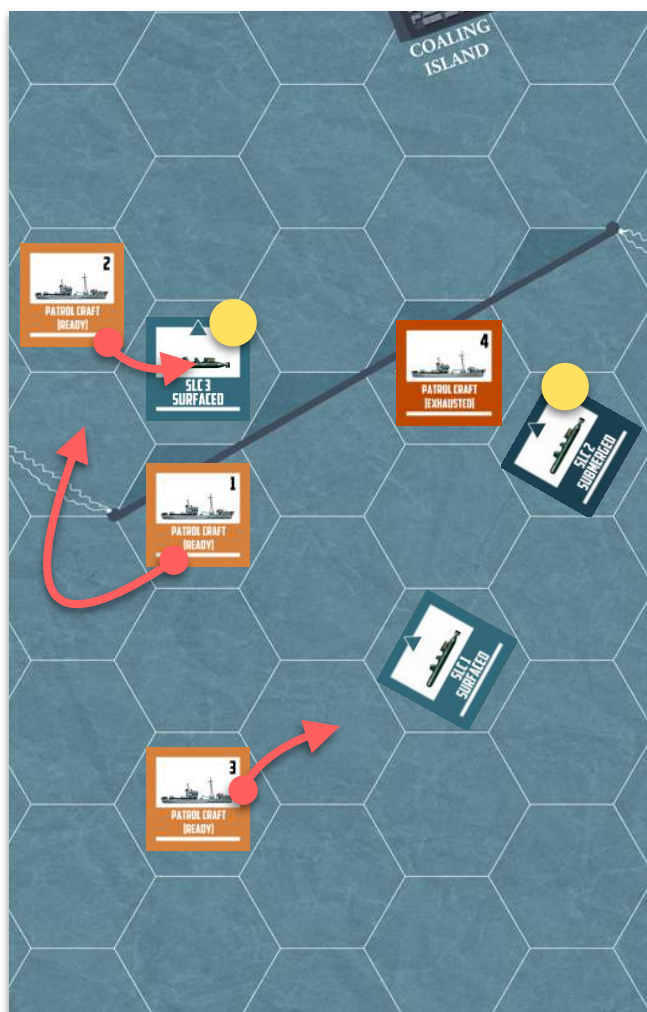 COALING
ISLAND
2
PATROL CRAFT
[READY]
SLC 3
SURFACED
4
PATROL CRAFT
[EXHAUSTED]
SLC 2
SUBMERGED
1
PATROL CRAFT
[READY]
SLC 1
SURFACED
3
PATROL CRAFT
[READY]